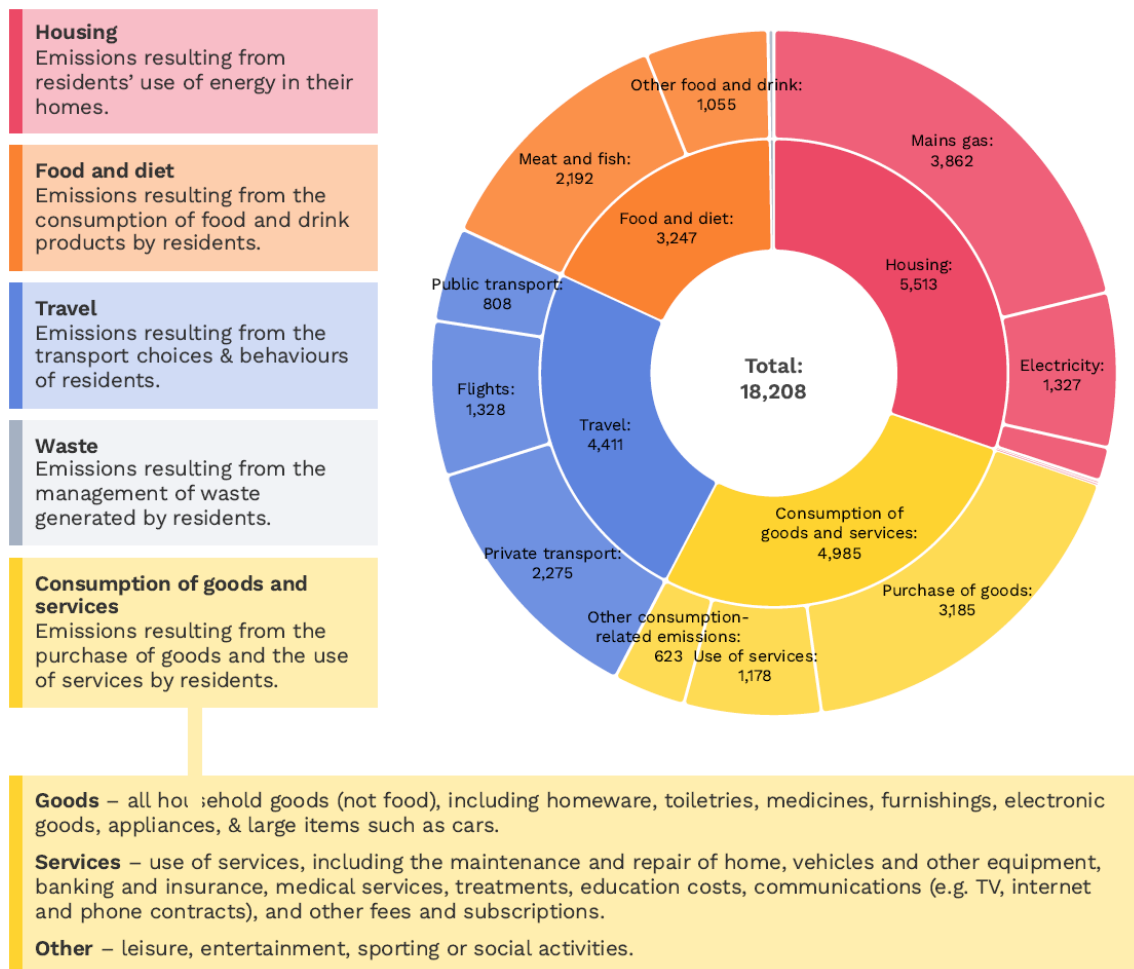 Housing
Emissions resulting from
residents’ use of energy in their
homes.
Food and diet
Emissions resulting from the
consumption of food and drink
products by residents.
Travel
Emissions resulting from the
transport choices & behaviours
of residents.
Waste
Emissions resulting from the
management of waste
generated by residents.
Consumption of goods and
services
Emissions resulting from the
purchase of goods and the use
of services by residents.
Other food and drink:
1,055
Meat and fish:
2,192
Mains gas:
3,862
Food and diet:
3,247
Housing:
5,513
Public transport:
808
Total:
18,208
Electricity:
1,327
Flights:
1,328
Travel:
4,411
Consumption of
goods and services:
4,985
Private transport:
2,275
Purchase of goods:
3,185
Other consumption-
related emissions:
623
Use of services:
1,178
Goods – all household goods (not food), including homeware, toiletries, medicines, furnishings, electronic
goods, appliances, & large items such as cars.
Services – use of services, including the maintenance and repair of home, vehicles and other equipment,
banking and insurance, medical services, treatments, education costs, communications (e.g. TV, internet
and phone contracts), and other fees and subscriptions.
Other – leisure, entertainment, sporting or social activities.